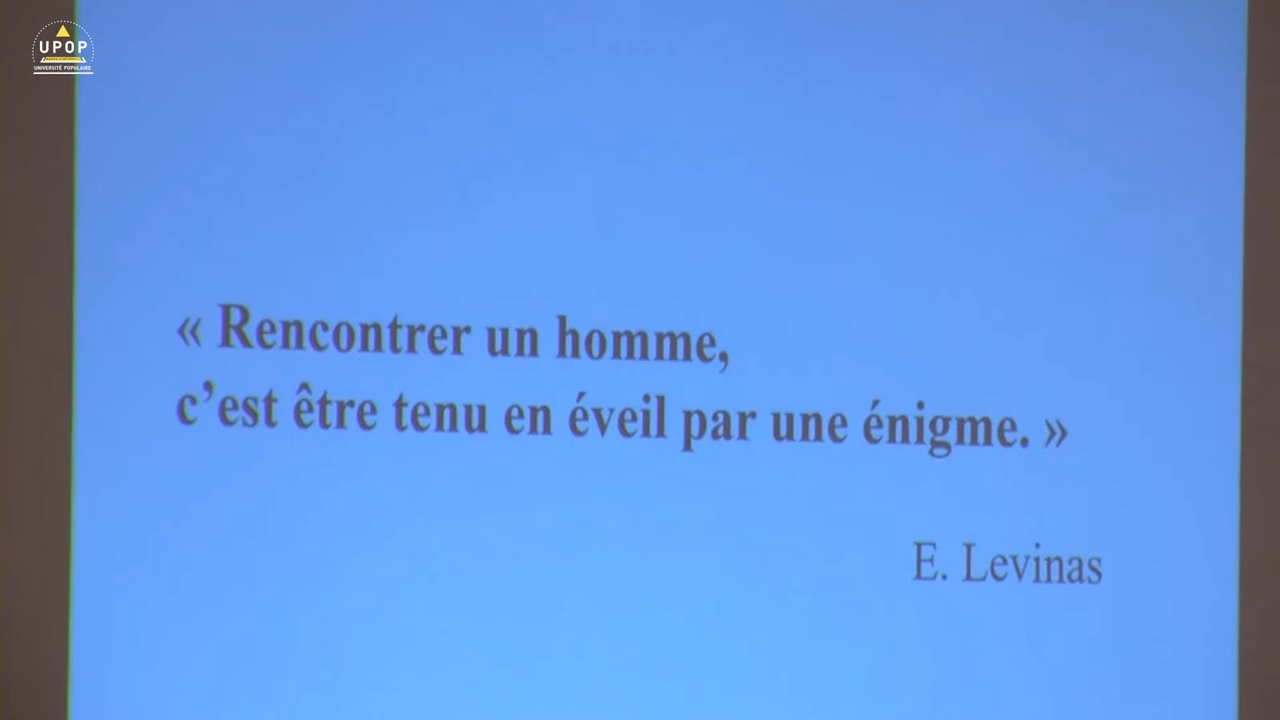 UPOP
UNIVERSITÉ POPULAIRE
« Rencontrer un homme,
c’est être tenu en éveil par une énigme. »
E. Levinas